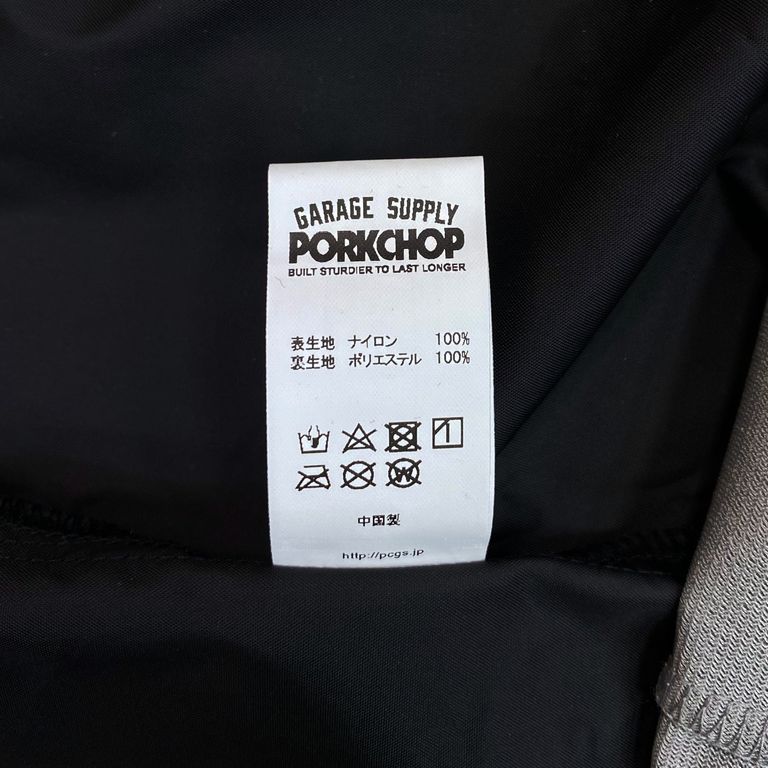 GARAGE SUPPLY
PORKCHOP
BUILT STURDIER TO LAST LONGER
表生地 ナイロン 100%
裏生地 ポリエステル 100%
中国製
http://pcgs.jp